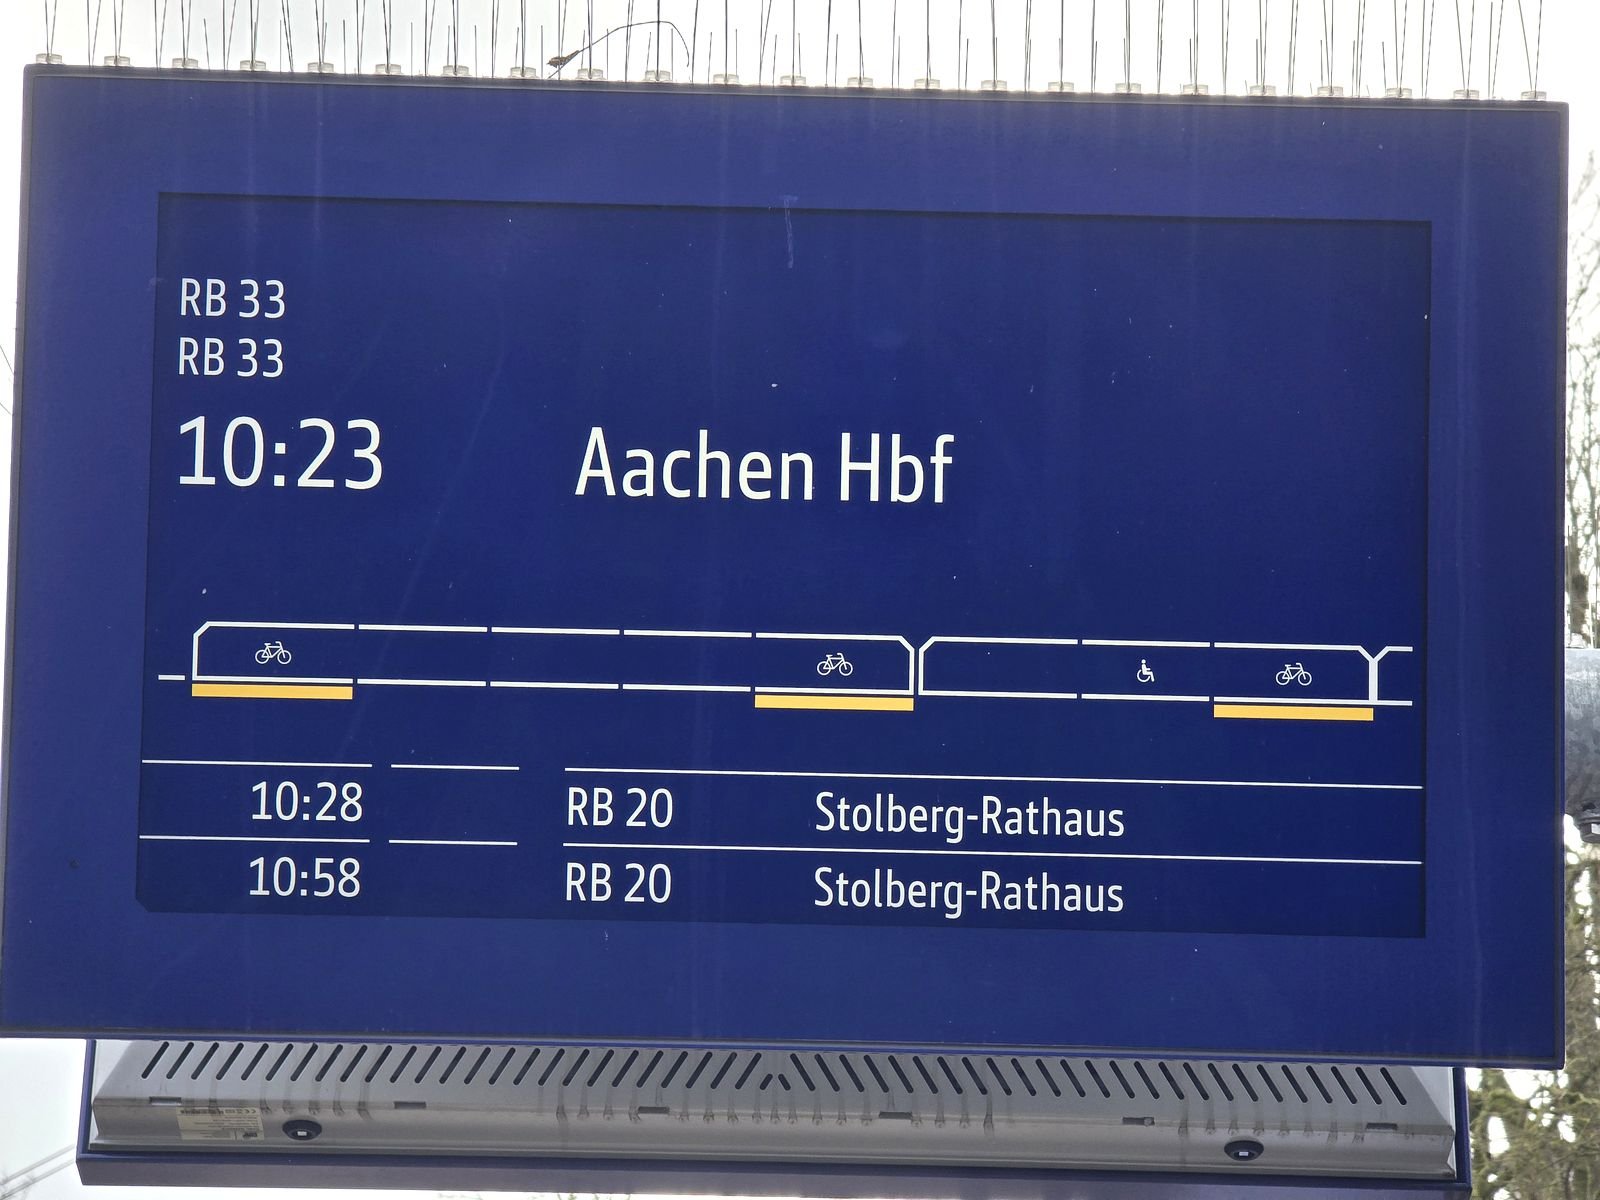 RB 33
RB 33
10:23 Aachen Hbf
10:28 RB 20 Stolberg-Rathaus
10:58 RB 20 Stolberg-Rathaus